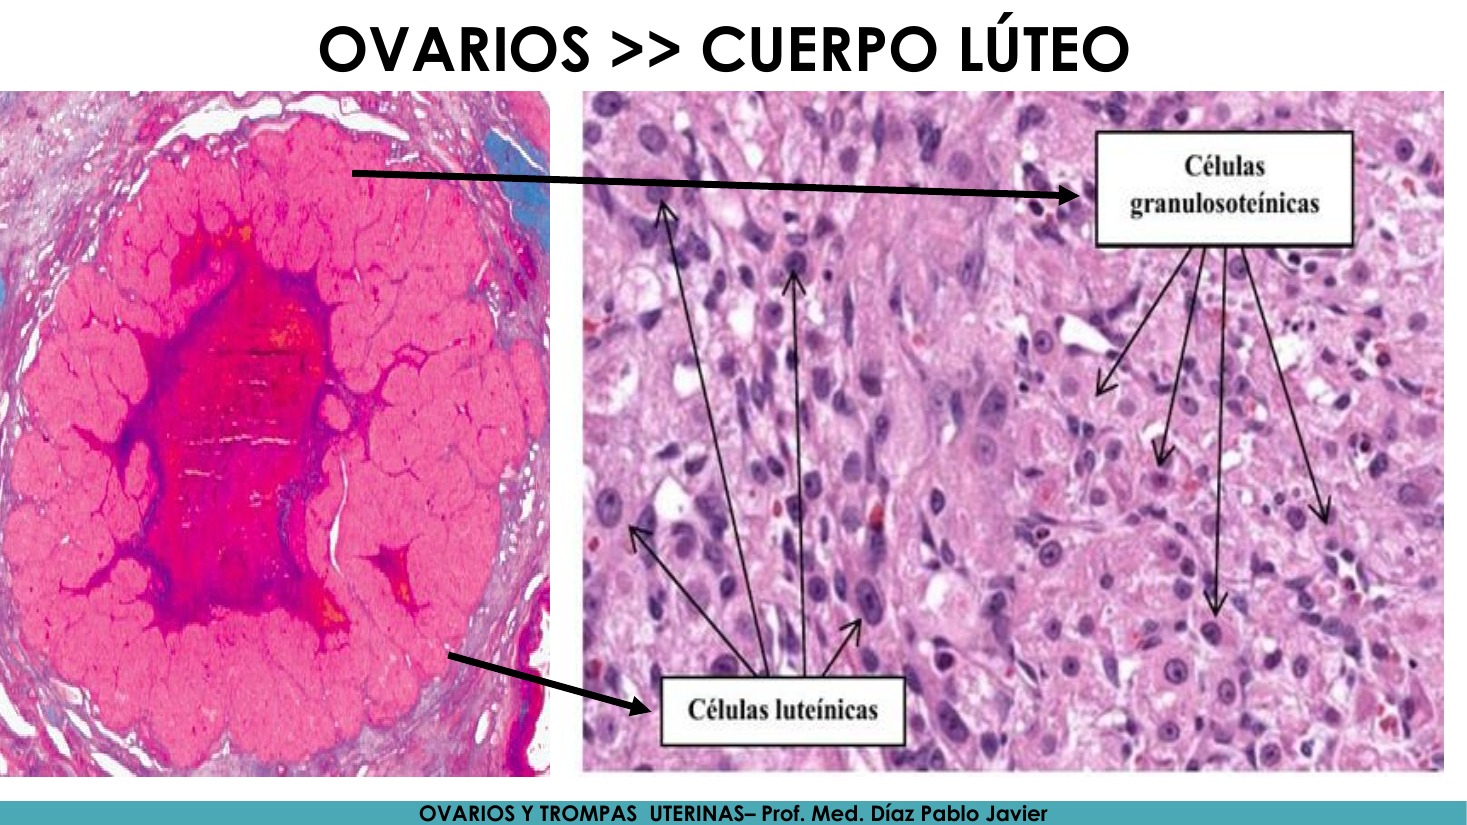 OVARIOS >> CUERPO LÚTEO
Células
granulosoteínicas
Células luteínicas
OVARIOS Y TROMPAS UTERINAS– Prof. Med. Díaz Pablo Javier